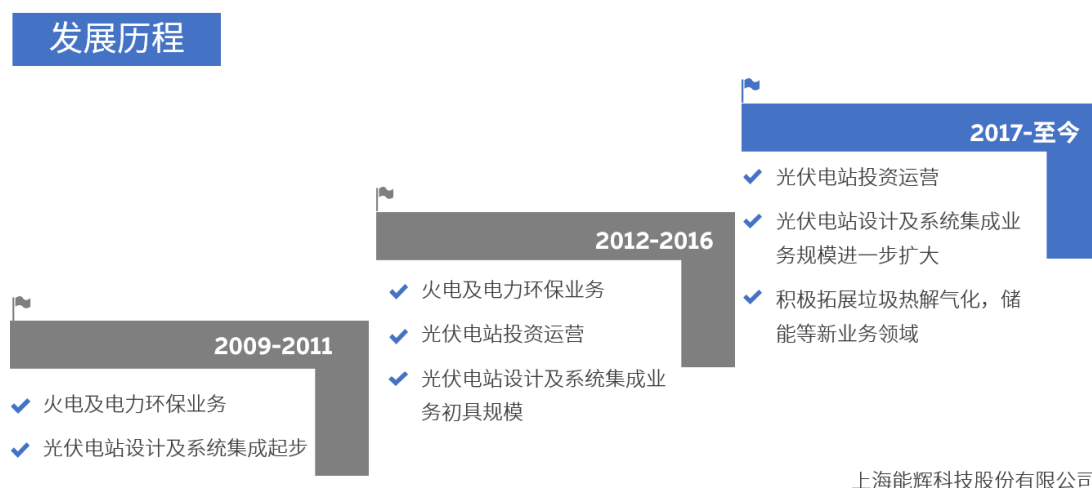 发展历程
2009-2011
火电及电力环保业务
光伏电站设计及系统集成起步
2012-2016
火电及电力环保业务
光伏电站投资运营
光伏电站设计及系统集成业
务初具规模
2017-至今
光伏电站投资运营
光伏电站设计及系统集成业
务规模进一步扩大
积极拓展垃圾热解气化，储
能等新业务领域
上海能辉科技股份有限公司